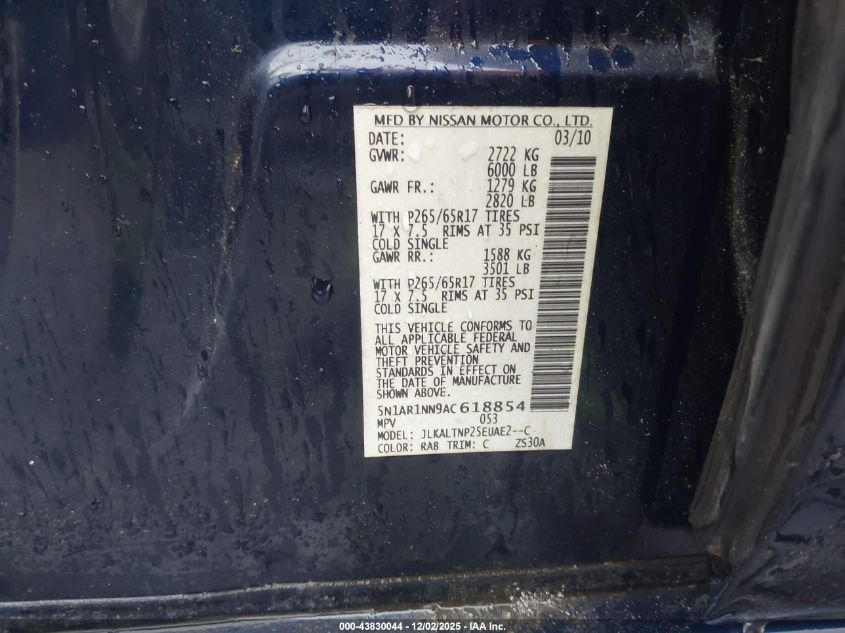 MFD BY NISSAN MOTOR CO., LTD.
DATE: 03/10
GVWR: 2722 KG
6000 LB
GAWR FR.: 1279 KG
2820 LB
WITH P265/65R17 TIRES
17 X 7.5 RIMS AT 35 PSI
COLD SINGLE
GAWR RR.: 1588 KG
3501 LB
WITH P265/65R17 TIRES
17 X 7.5 RIMS AT 35 PSI
COLD SINGLE
THIS VEHICLE CONFORMS TO
ALL APPLICABLE FEDERAL
MOTOR VEHICLE SAFETY AND
THEFT PREVENTION
STANDARDS IN EFFECT ON
THE DATE OF MANUFACTURE
SHOWN ABOVE.
5N1AR1NN9AC618854
MPV 053
MODEL: JLKALTNP25EUAE2--C
COLOR: RAB TRIM: C ZS30A
000-43830044 - 12/02/2025 - IAA Inc.